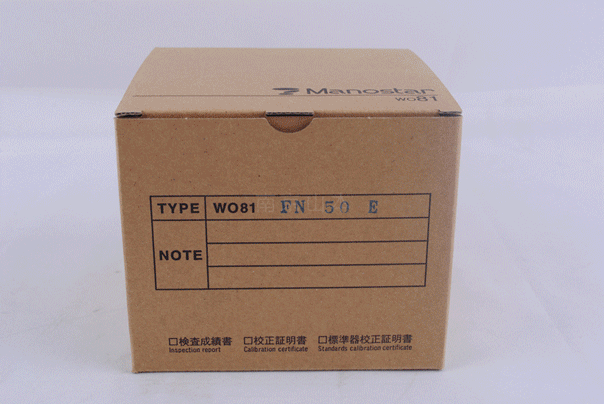 Manostar
WO81
TYPE WO81 FN 50 E
NOTE
☐検査成績書 ☐校正証明書 ☐標準器校正証明書
Inspection report Calibration certificate Standards calibration certificate